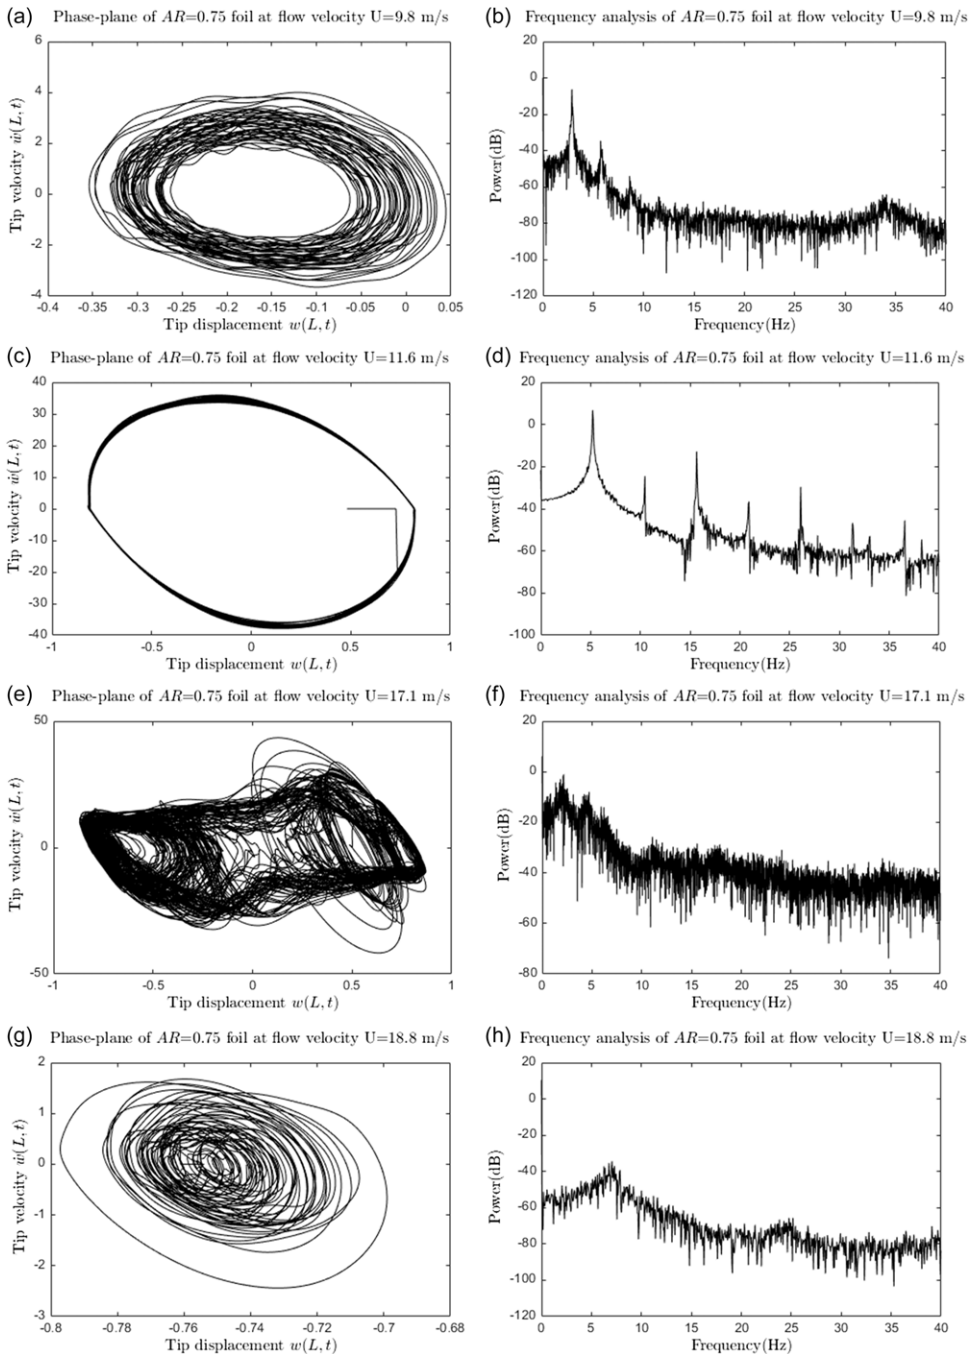 (a) Phase-plane of AR=0.75 foil at flow velocity U=9.8 m/s
6
4
2
0
-2
-4
Tip velocity ẇ(L, t)
-0.4 -0.35 -0.3 -0.25 -0.2 -0.15 -0.1 -0.05 0 0.05
Tip displacement w(L, t)
(b) Frequency analysis of AR=0.75 foil at flow velocity U=9.8 m/s
20
0
-20
-40
-60
-80
-100
-120
Power(dB)
0 5 10 15 20 25 30 35 40
Frequency(Hz)
(c) Phase-plane of AR=0.75 foil at flow velocity U=11.6 m/s
40
30
20
10
0
-10
-20
-30
-40
Tip velocity ẇ(L, t)
-1 -0.5 0 0.5 1
Tip displacement w(L, t)
(d) Frequency analysis of AR=0.75 foil at flow velocity U=11.6 m/s
20
0
-20
-40
-60
-80
-100
Power(dB)
0 5 10 15 20 25 30 35 40
Frequency(Hz)
(e) Phase-plane of AR=0.75 foil at flow velocity U=17.1 m/s
50
0
-50
Tip velocity ẇ(L, t)
-1 -0.5 0 0.5 1
Tip displacement w(L, t)
(f) Frequency analysis of AR=0.75 foil at flow velocity U=17.1 m/s
20
0
-20
-40
-60
-80
Power(dB)
0 5 10 15 20 25 30 35 40
Frequency(Hz)
(g) Phase-plane of AR=0.75 foil at flow velocity U=18.8 m/s
2
1
0
-1
-2
-3
Tip velocity ẇ(L, t)
-0.8 -0.78 -0.76 -0.74 -0.72 -0.7 -0.68
Tip displacement w(L, t)
(h) Frequency analysis of AR=0.75 foil at flow velocity U=18.8 m/s
20
0
-20
-40
-60
-80
-100
-120
Power(dB)
0 5 10 15 20 25 30 35 40
Frequency(Hz)